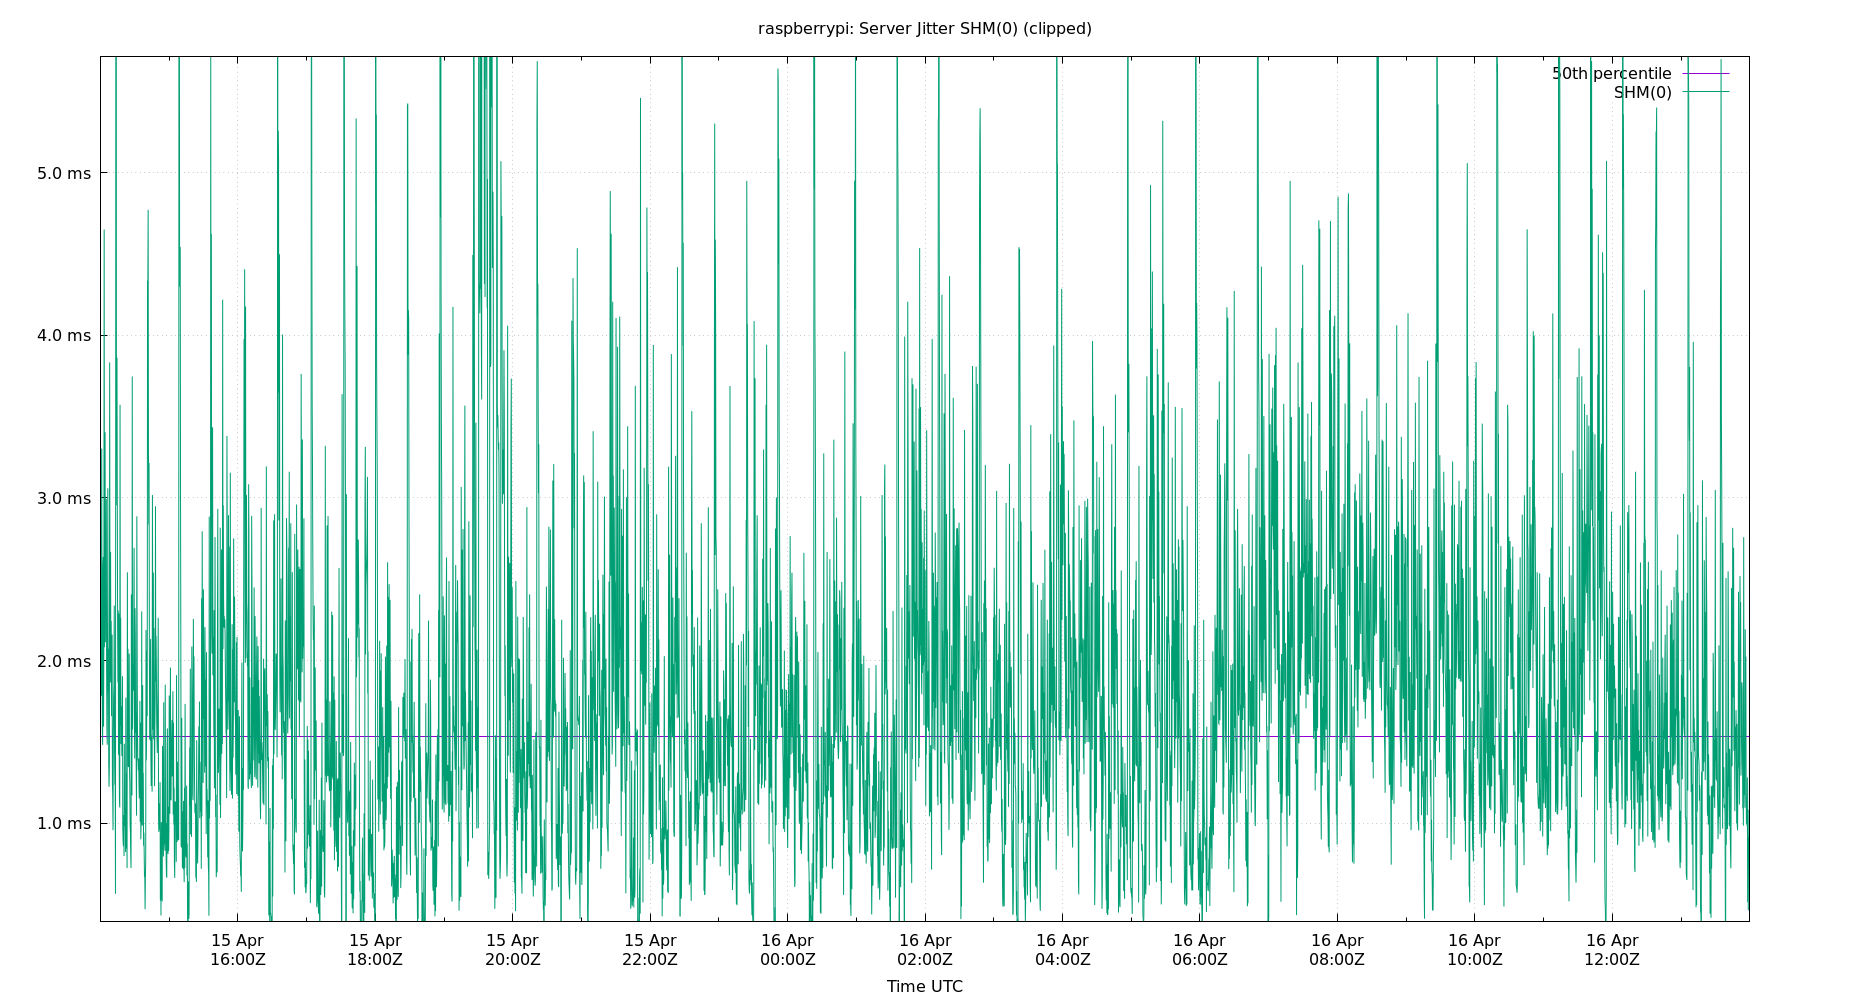 raspberrypi: Server Jitter SHM(0) (clipped)
50th percentile
SHM(0)
5.0 ms
4.0 ms
3.0 ms
2.0 ms
1.0 ms
15 Apr 15 Apr 15 Apr 15 Apr 16 Apr 16 Apr 16 Apr 16 Apr 16 Apr 16 Apr 16 Apr
16:00Z 18:00Z 20:00Z 22:00Z 00:00Z 02:00Z 04:00Z 06:00Z 08:00Z 10:00Z 12:00Z
Time UTC